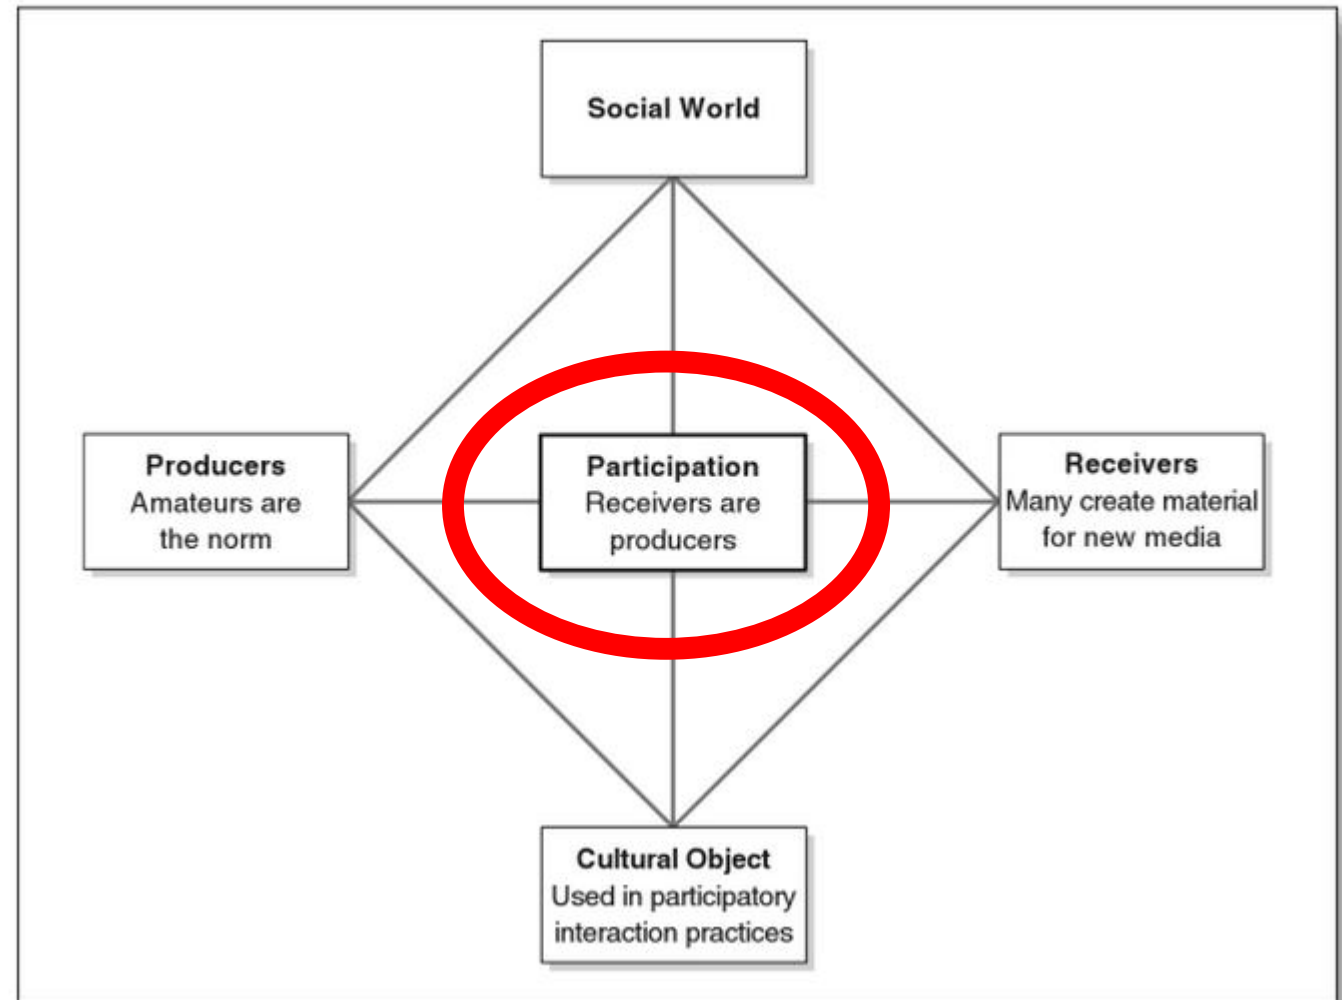 Social World
Producers
Amateurs are
the norm
Participation
Receivers are
producers
Receivers
Many create material
for new media
Cultural Object
Used in participatory
interaction practices